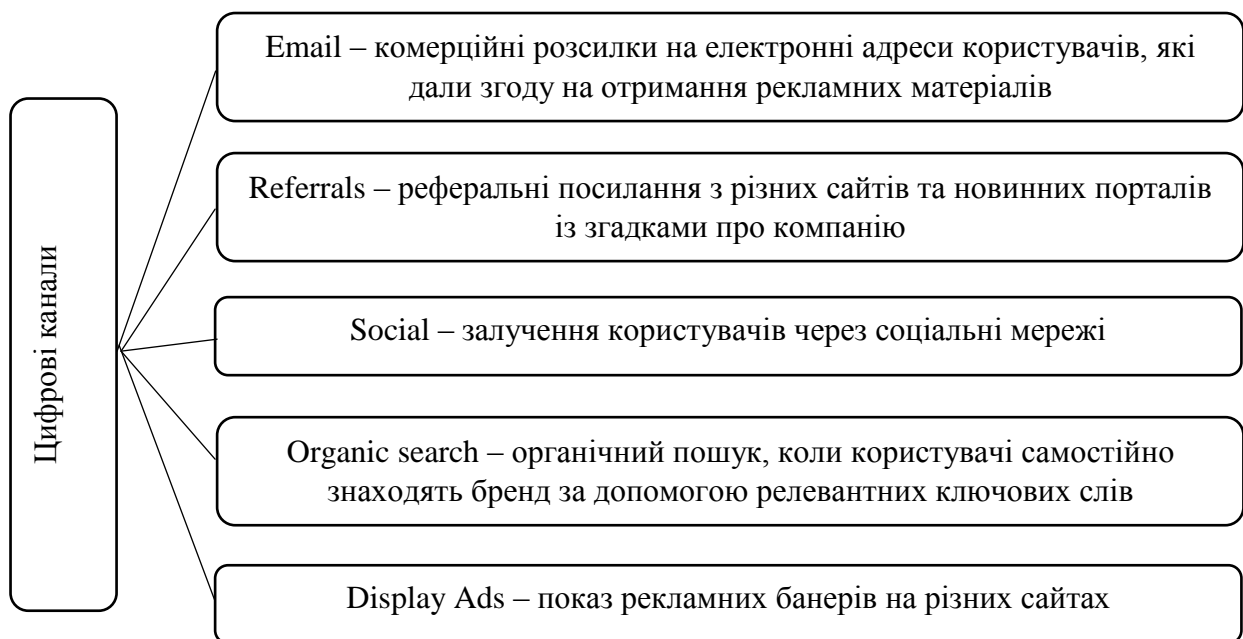 Цифрові канали
Email – комерційні розсилки на електронні адреси користувачів, які
дали згоду на отримання рекламних матеріалів
Referrals – реферальні посилання з різних сайтів та новинних порталів
із згадками про компанію
Social – залучення користувачів через соціальні мережі
Organic search – органічний пошук, коли користувачі самостійно
знаходять бренд за допомогою релевантних ключових слів
Display Ads – показ рекламних банерів на різних сайтах